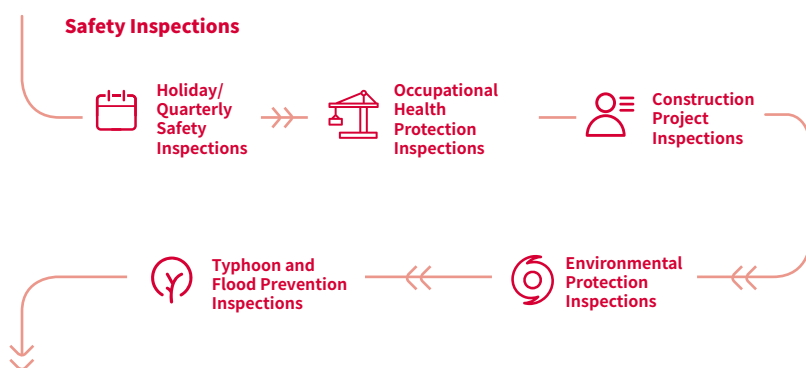 Safety Inspections
Holiday/
Quarterly
Safety
Inspections
Occupational
Health
Protection
Inspections
Construction
Project
Inspections
Environmental
Protection
Inspections
Typhoon and
Flood Prevention
Inspections